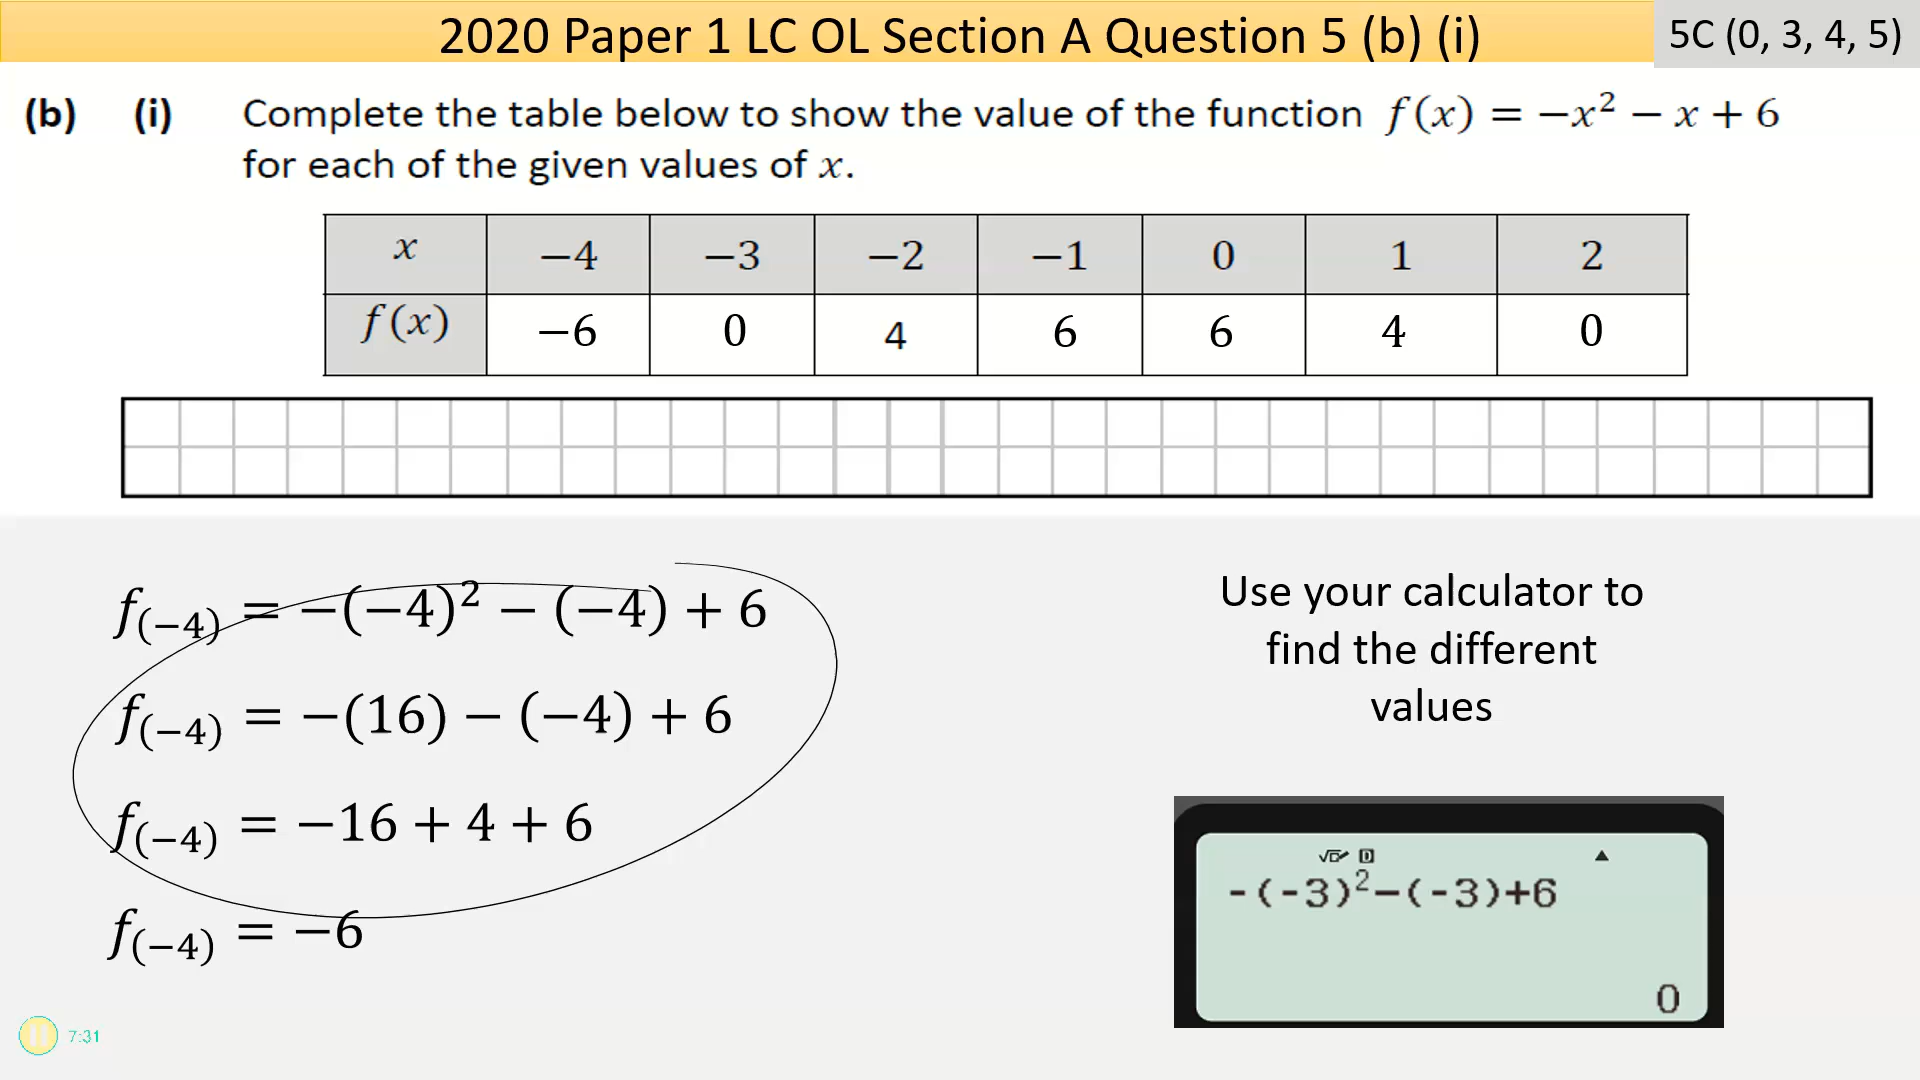 2020 Paper 1 LC OL Section A Question 5 (b) (i)
5C (0, 3, 4, 5)
(b) (i) Complete the table below to show the value of the function f(x) = −x² − x + 6
for each of the given values of x.
x −4 −3 −2 −1 0 1 2
f(x) −6 0 4 6 6 4 0
f₍₋₄₎ = −(−4)² − (−4) + 6
f₍₋₄₎ = −(16) − (−4) + 6
f₍₋₄₎ = −16 + 4 + 6
f₍₋₄₎ = −6
Use your calculator to
find the different
values
√□ D ▲
-(-3)²−(-3)+6
0
7:31